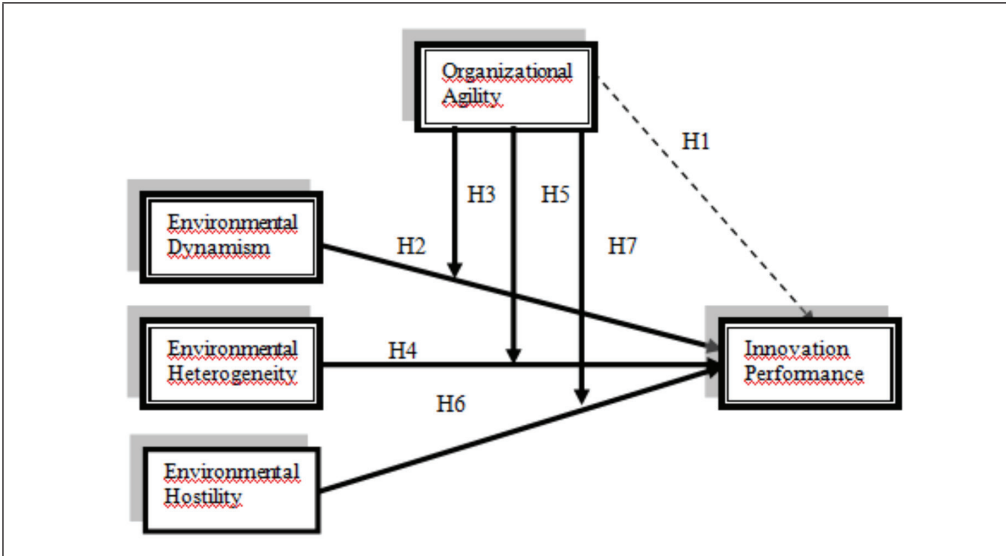 Organizational
Agility
H1
H3
H5
Environmental
Dynamism
H2
H7
Environmental
Heterogeneity
H4
Innovation
Performance
H6
Environmental
Hostility